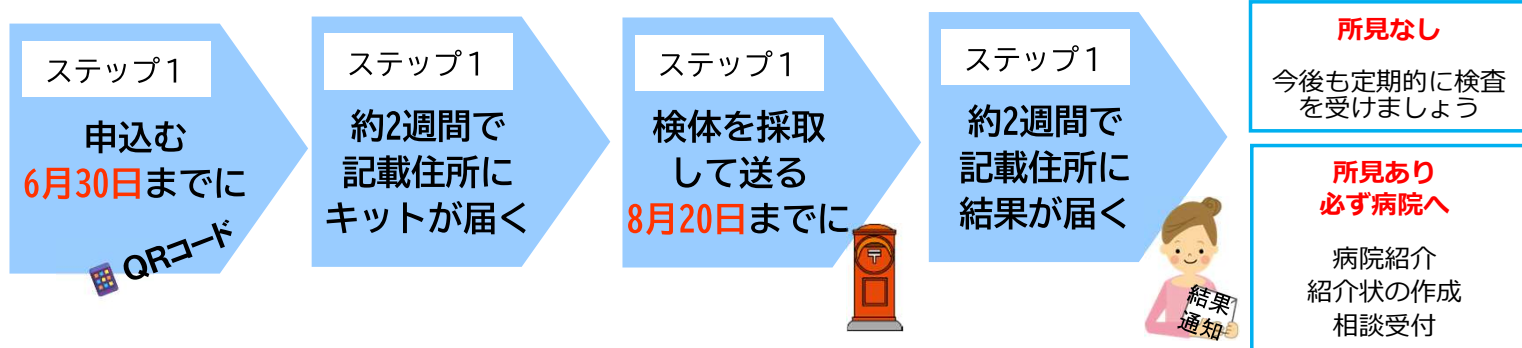 ステップ１
申込む
6月30日までに
QRコード
ステップ１
約2週間で
記載住所に
キットが届く
ステップ１
検体を採取
して送る
8月20日までに
〒
ステップ１
約2週間で
記載住所に
結果が届く
結果
通知
所見なし
今後も定期的に検査
を受けましょう
所見あり
必ず病院へ
病院紹介
紹介状の作成
相談受付